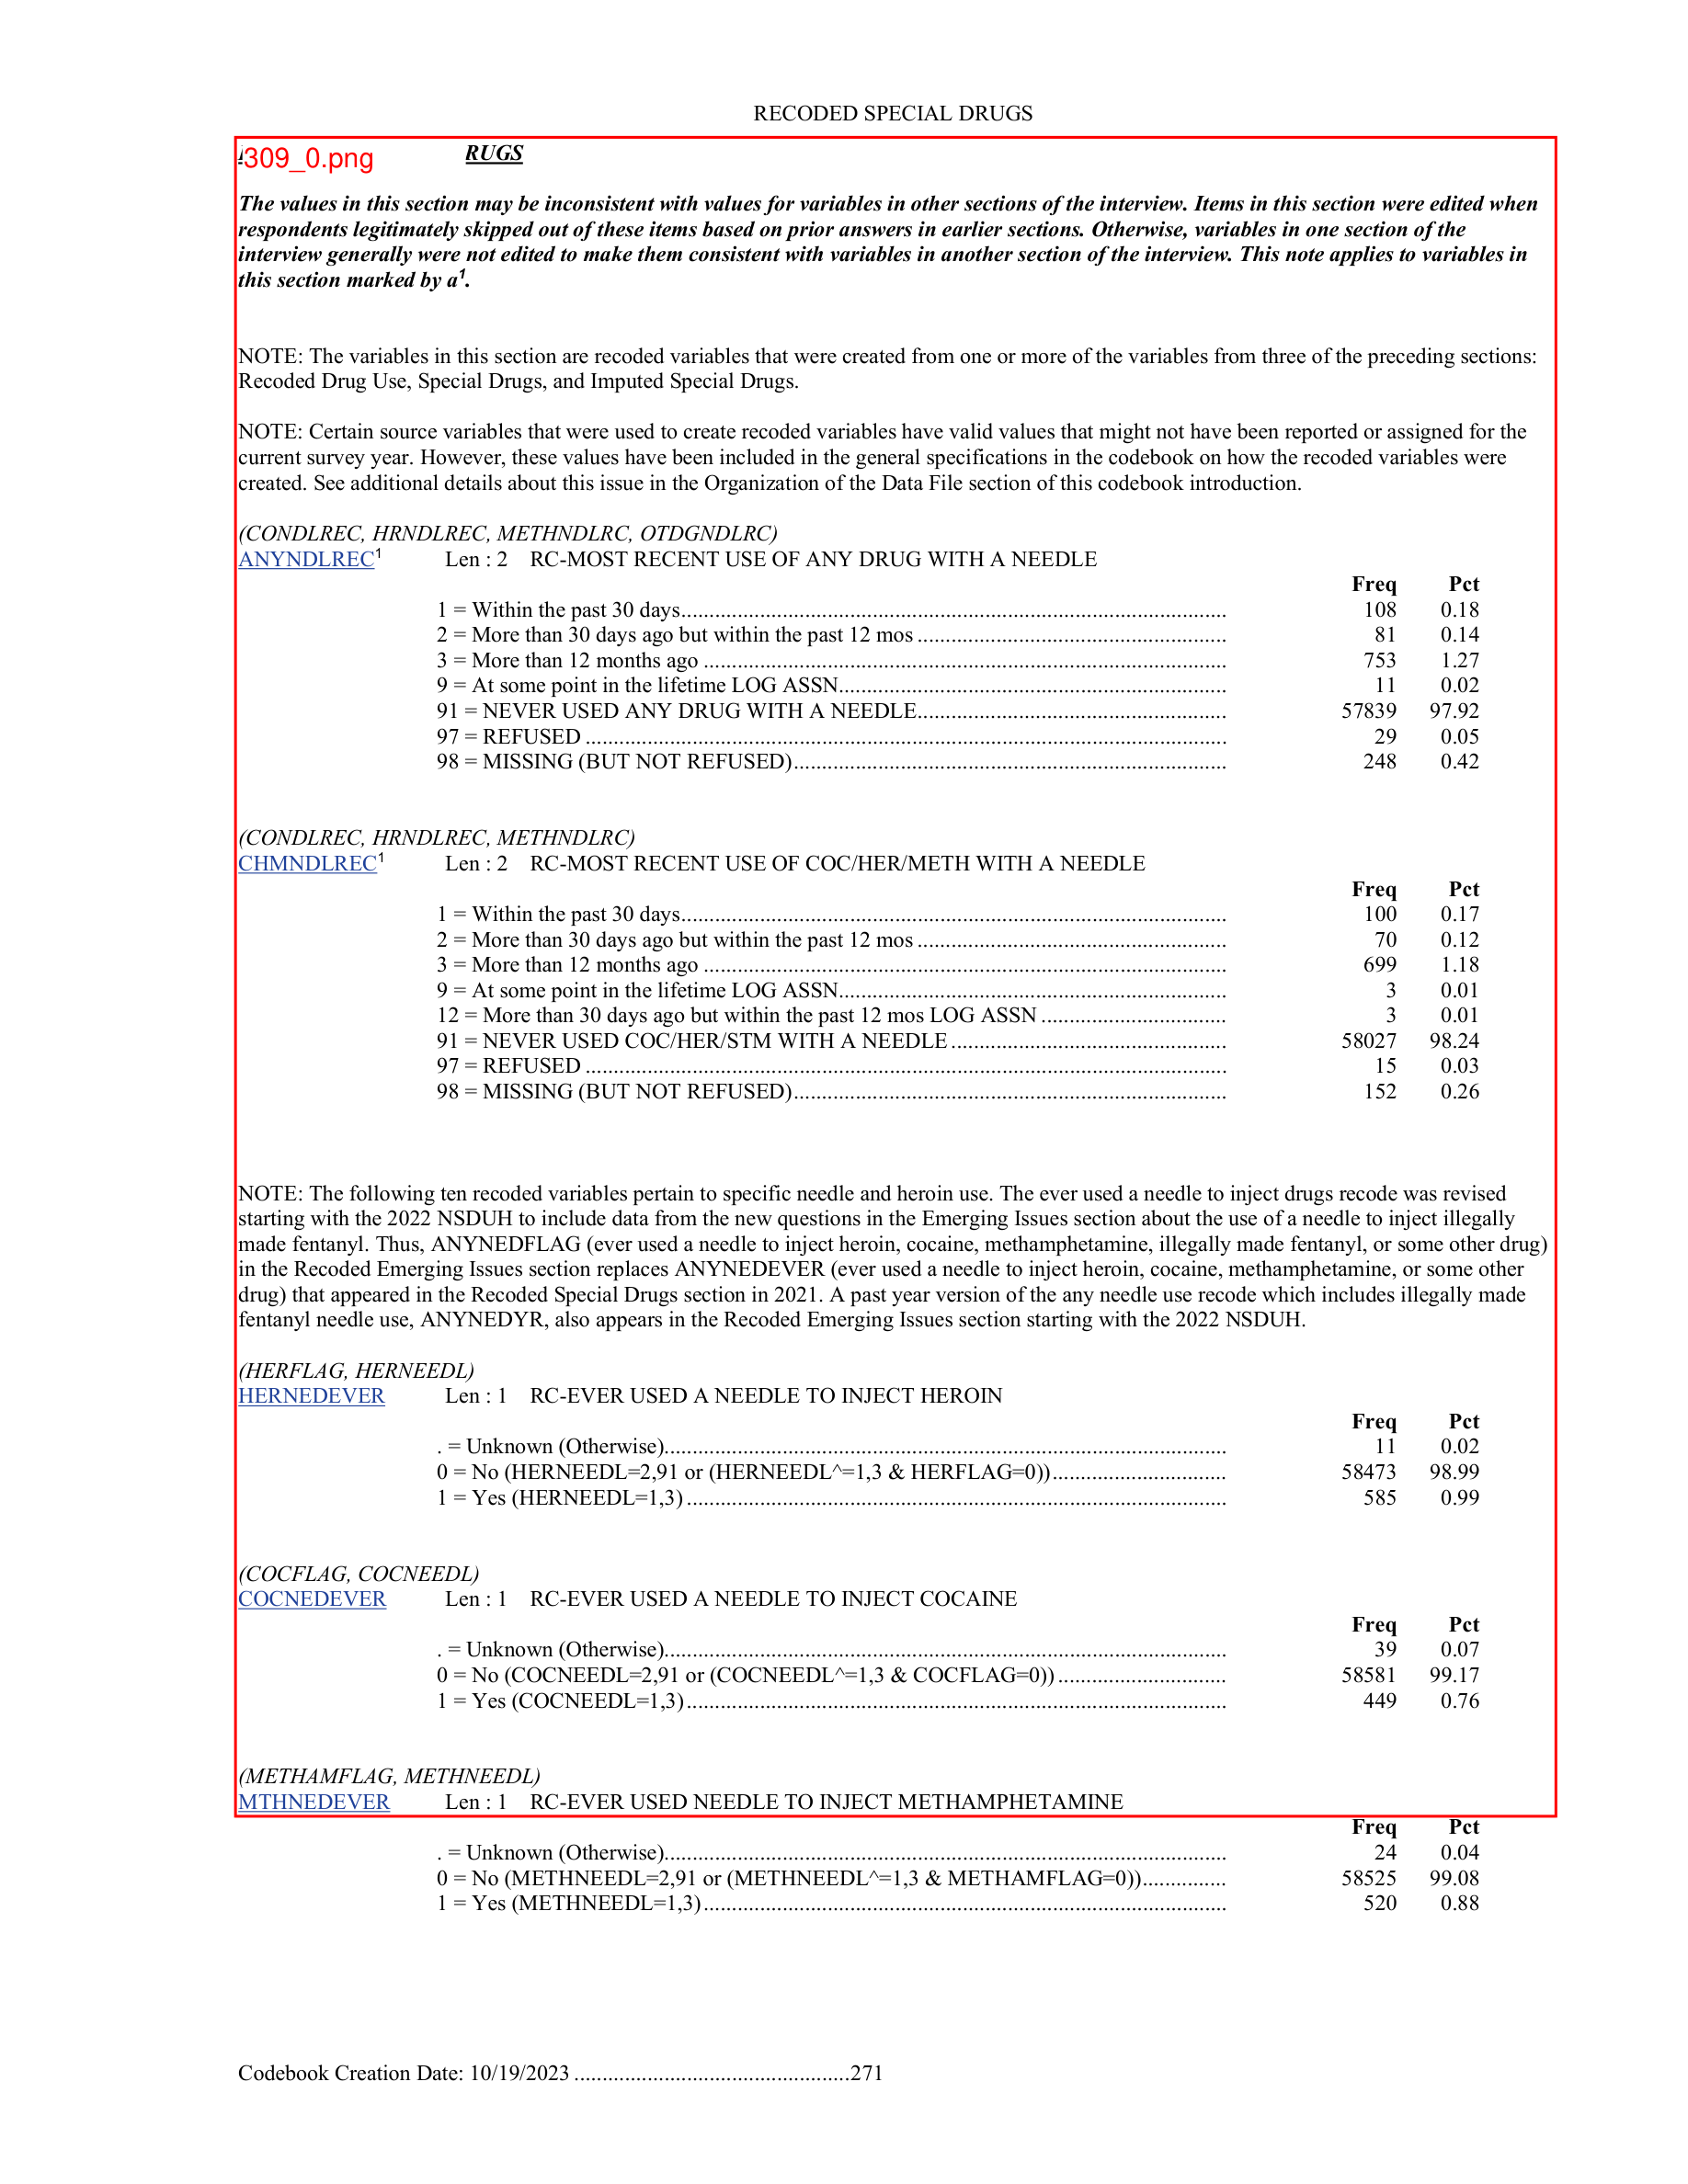 RECODED SPECIAL DRUGS
309_0.png RUGS
The values in this section may be inconsistent with values for variables in other sections of the interview. Items in this section were edited when
respondents legitimately skipped out of these items based on prior answers in earlier sections. Otherwise, variables in one section of the
interview generally were not edited to make them consistent with variables in another section of the interview. This note applies to variables in
this section marked by a¹.
NOTE: The variables in this section are recoded variables that were created from one or more of the variables from three of the preceding sections:
Recoded Drug Use, Special Drugs, and Imputed Special Drugs.
NOTE: Certain source variables that were used to create recoded variables have valid values that might not have been reported or assigned for the
current survey year. However, these values have been included in the general specifications in the codebook on how the recoded variables were
created. See additional details about this issue in the Organization of the Data File section of this codebook introduction.
(CONDLREC, HRNDLREC, METHNDLRC, OTDGNDLRC)
ANYNDLREC¹ Len : 2 RC-MOST RECENT USE OF ANY DRUG WITH A NEEDLE
Freq Pct
1 = Within the past 30 days.......... 108 0.18
2 = More than 30 days ago but within the past 12 mos .......... 81 0.14
3 = More than 12 months ago .......... 753 1.27
9 = At some point in the lifetime LOG ASSN.......... 11 0.02
91 = NEVER USED ANY DRUG WITH A NEEDLE.......... 57839 97.92
97 = REFUSED .......... 29 0.05
98 = MISSING (BUT NOT REFUSED).......... 248 0.42
(CONDLREC, HRNDLREC, METHNDLRC)
CHMNDLREC¹ Len : 2 RC-MOST RECENT USE OF COC/HER/METH WITH A NEEDLE
Freq Pct
1 = Within the past 30 days.......... 100 0.17
2 = More than 30 days ago but within the past 12 mos .......... 70 0.12
3 = More than 12 months ago .......... 699 1.18
9 = At some point in the lifetime LOG ASSN.......... 3 0.01
12 = More than 30 days ago but within the past 12 mos LOG ASSN .......... 3 0.01
91 = NEVER USED COC/HER/STM WITH A NEEDLE .......... 58027 98.24
97 = REFUSED .......... 15 0.03
98 = MISSING (BUT NOT REFUSED).......... 152 0.26
NOTE: The following ten recoded variables pertain to specific needle and heroin use. The ever used a needle to inject drugs recode was revised
starting with the 2022 NSDUH to include data from the new questions in the Emerging Issues section about the use of a needle to inject illegally
made fentanyl. Thus, ANYNEDFLAG (ever used a needle to inject heroin, cocaine, methamphetamine, illegally made fentanyl, or some other drug)
in the Recoded Emerging Issues section replaces ANYNEDEVER (ever used a needle to inject heroin, cocaine, methamphetamine, or some other
drug) that appeared in the Recoded Special Drugs section in 2021. A past year version of the any needle use recode which includes illegally made
fentanyl needle use, ANYNEDYR, also appears in the Recoded Emerging Issues section starting with the 2022 NSDUH.
(HERFLAG, HERNEEDL)
HERNEDEVER Len : 1 RC-EVER USED A NEEDLE TO INJECT HEROIN
Freq Pct
. = Unknown (Otherwise).......... 11 0.02
0 = No (HERNEEDL=2,91 or (HERNEEDL^=1,3 & HERFLAG=0)).......... 58473 98.99
1 = Yes (HERNEEDL=1,3).......... 585 0.99
(COCFLAG, COCNEEDL)
COCNEDEVER Len : 1 RC-EVER USED A NEEDLE TO INJECT COCAINE
Freq Pct
. = Unknown (Otherwise).......... 39 0.07
0 = No (COCNEEDL=2,91 or (COCNEEDL^=1,3 & COCFLAG=0)) .......... 58581 99.17
1 = Yes (COCNEEDL=1,3).......... 449 0.76
(METHAMFLAG, METHNEEDL)
MTHNEDEVER Len : 1 RC-EVER USED NEEDLE TO INJECT METHAMPHETAMINE
Freq Pct
. = Unknown (Otherwise).......... 24 0.04
0 = No (METHNEEDL=2,91 or (METHNEEDL^=1,3 & METHAMFLAG=0)).......... 58525 99.08
1 = Yes (METHNEEDL=1,3).......... 520 0.88
Codebook Creation Date: 10/19/2023 ..........271